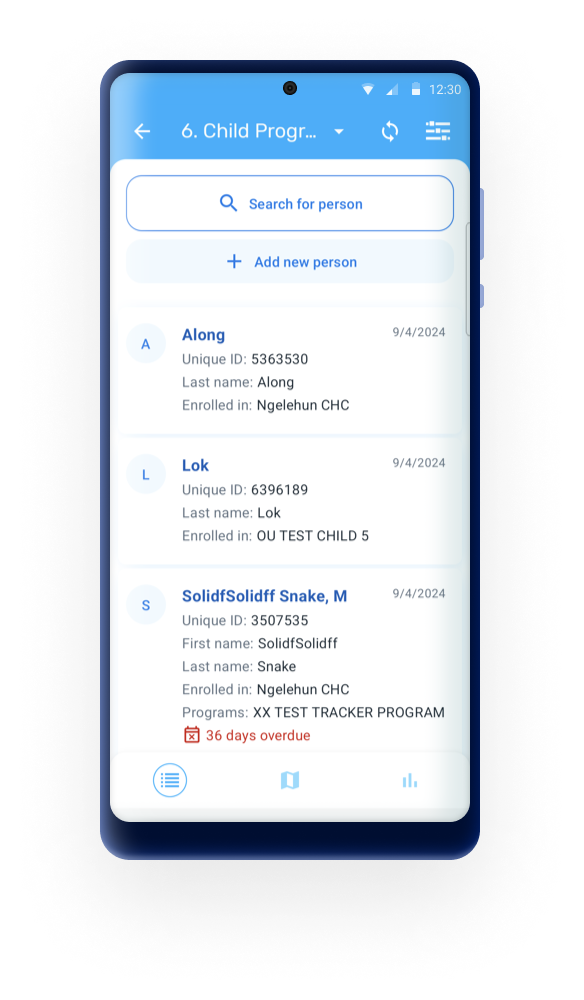 12:30
6. Child Progr...
Search for person
Add new person
A
Along
9/4/2024
Unique ID: 5363530
Last name: Along
Enrolled in: Ngelehun CHC
L
Lok
9/4/2024
Unique ID: 6396189
Last name: Lok
Enrolled in: OU TEST CHILD 5
S
SolidfSolidff Snake, M
9/4/2024
Unique ID: 3507535
First name: SolidfSolidff
Last name: Snake
Enrolled in: Ngelehun CHC
Programs: XX TEST TRACKER PROGRAM
36 days overdue